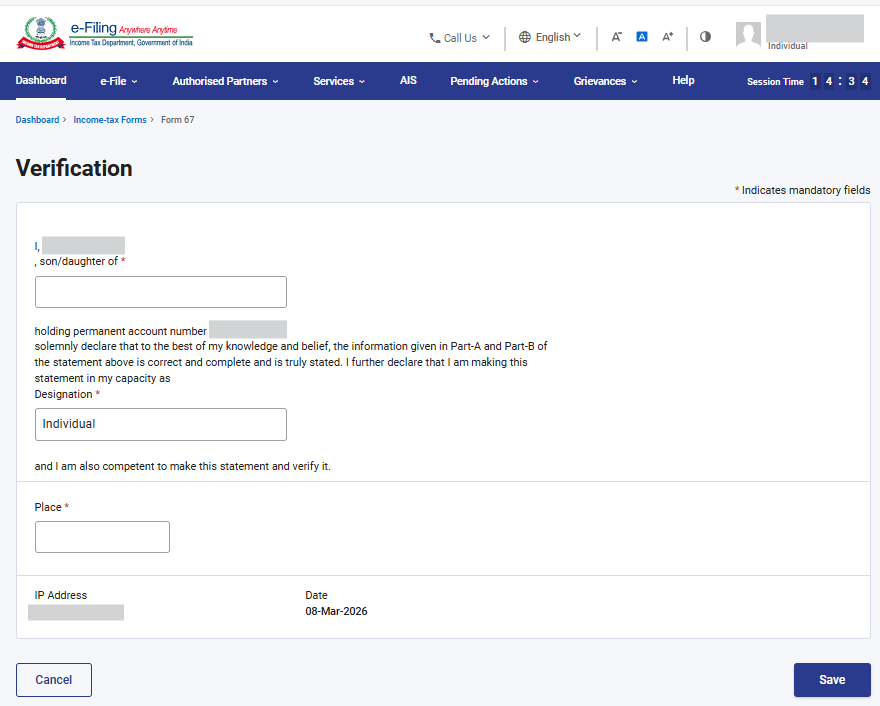 e-Filing Anywhere Anytime
Income Tax Department, Government of India
Call Us
English
A-
A
A+
Individual
Dashboard e-File Authorised Partners Services AIS Pending Actions Grievances Help Session Time 1 4 : 3 4
Dashboard > Income-tax Forms > Form 67
Verification
* Indicates mandatory fields
I,
, son/daughter of *
holding permanent account number
solemnly declare that to the best of my knowledge and belief, the information given in Part-A and Part-B of
the statement above is correct and complete and is truly stated. I further declare that I am making this
statement in my capacity as
Designation *
Individual
and I am also competent to make this statement and verify it.
Place *
IP Address Date
08-Mar-2026
Cancel Save